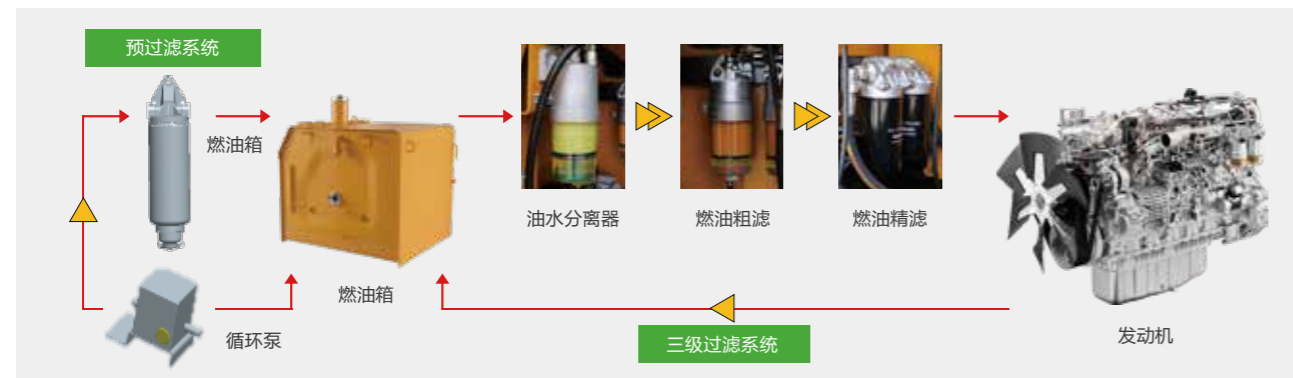 预过滤系统
燃油箱
循环泵
燃油箱
油水分离器
燃油粗滤
燃油精滤
发动机
三级过滤系统